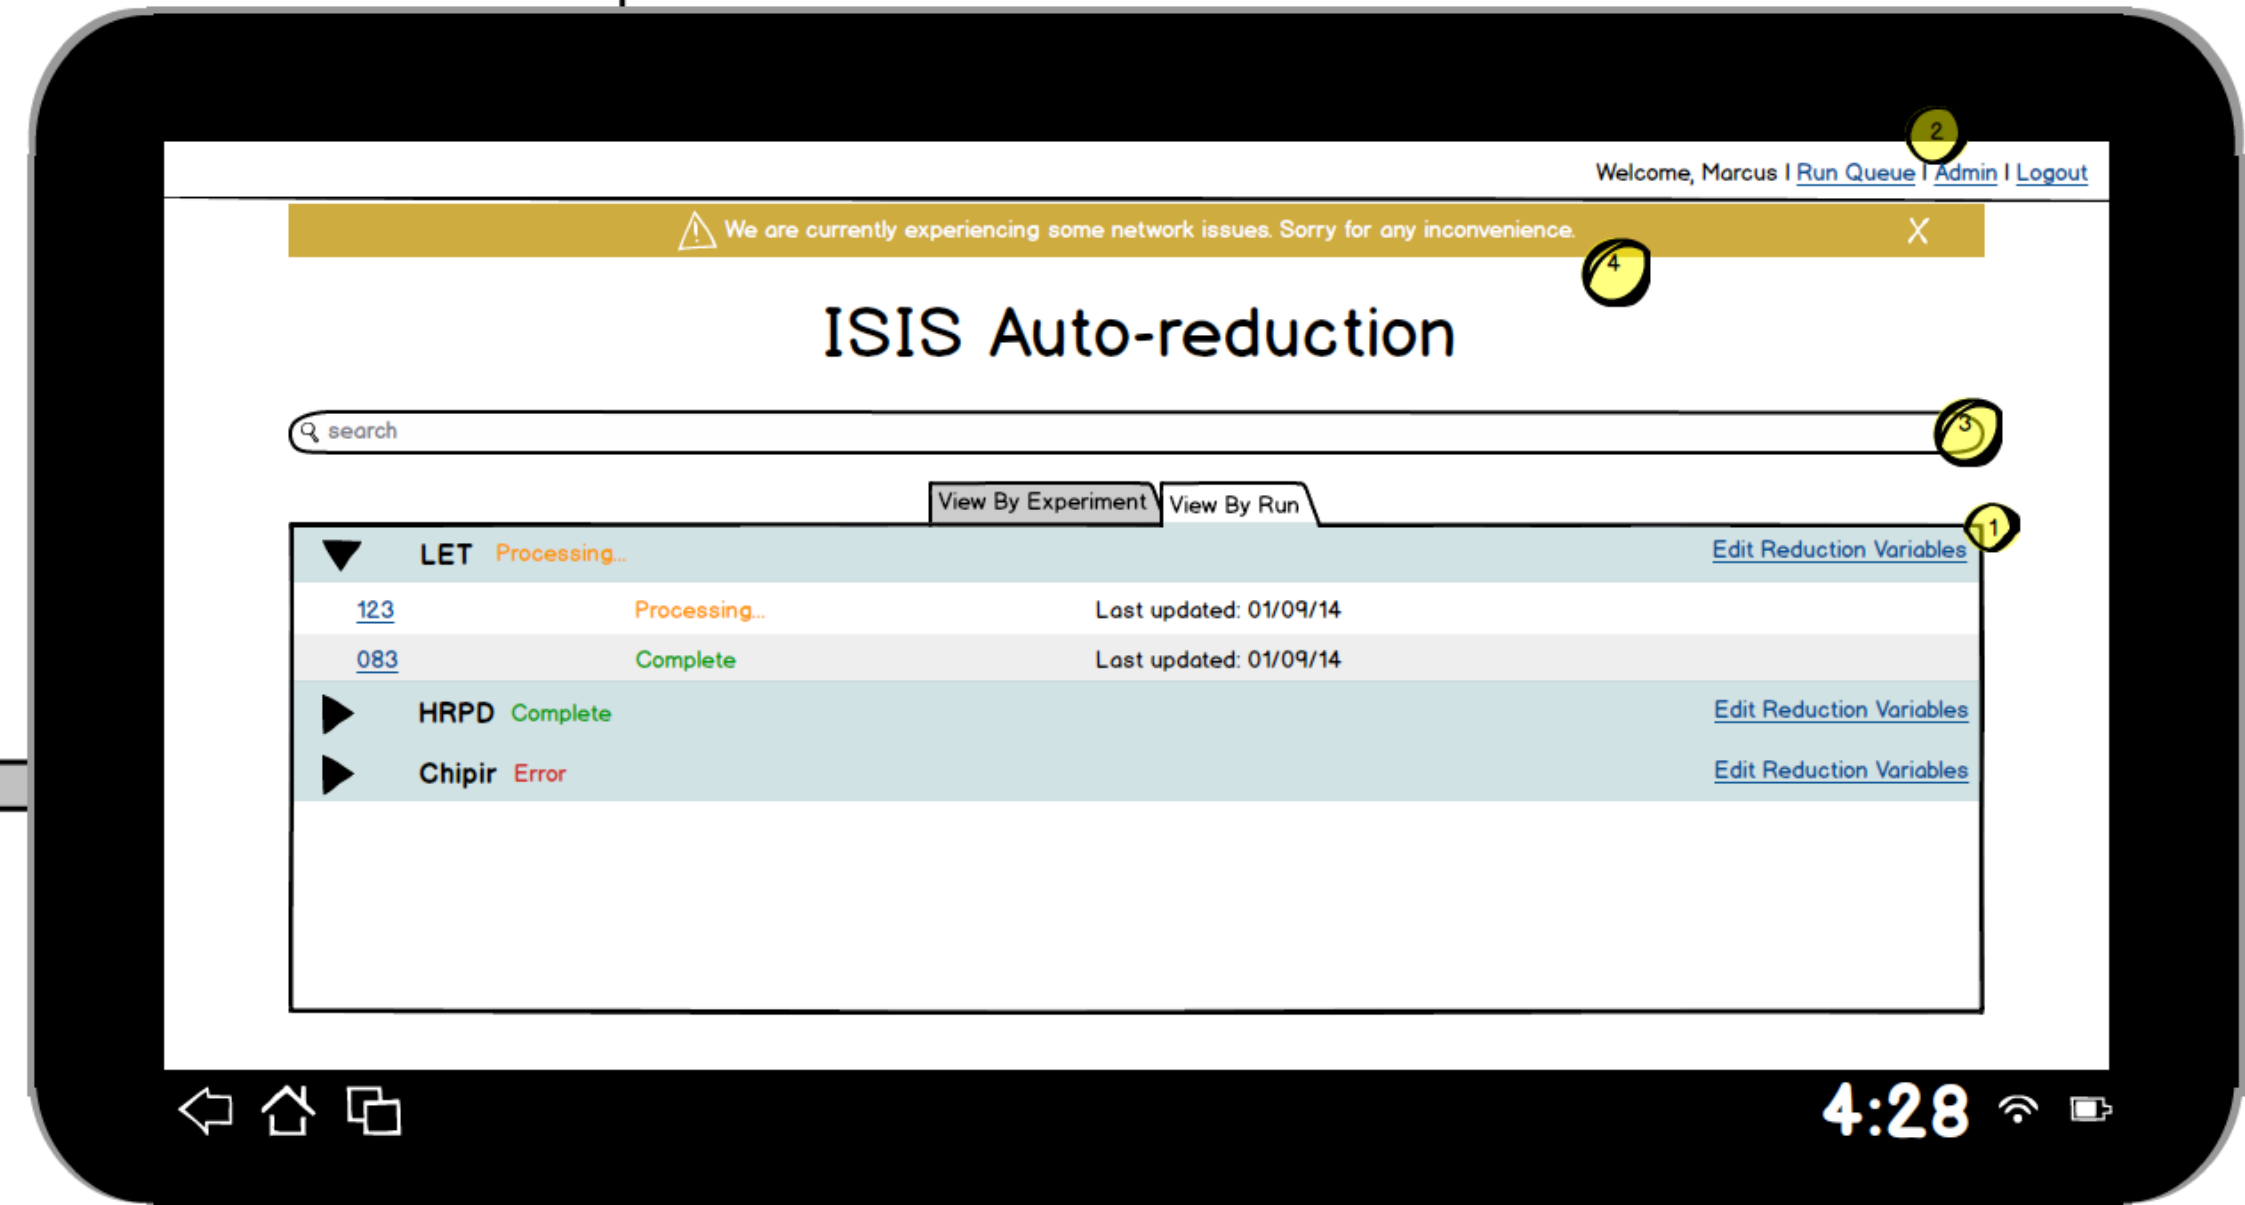 2
Welcome, Marcus | Run Queue | Admin | Logout
We are currently experiencing some network issues. Sorry for any inconvenience. X
4
ISIS Auto-reduction
search
3
View By Experiment View By Run
1
LET Processing... Edit Reduction Variables
123 Processing... Last updated: 01/09/14
083 Complete Last updated: 01/09/14
HRPD Complete Edit Reduction Variables
Chipir Error Edit Reduction Variables
4:28